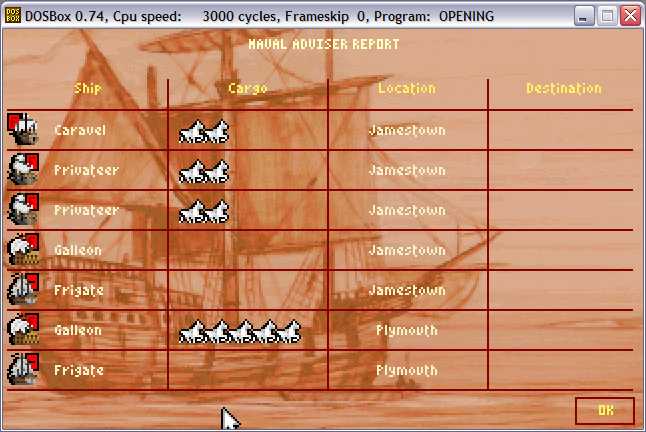 DOSBox 0.74, Cpu speed: 3000 cycles, Frameskip 0, Program: OPENING
NAVAL ADVISER REPORT
Ship Cargo Location Destination
Caravel Jamestown
Privateer Jamestown
Privateer Jamestown
Galleon Jamestown
Frigate Jamestown
Galleon Plymouth
Frigate Plymouth
OK